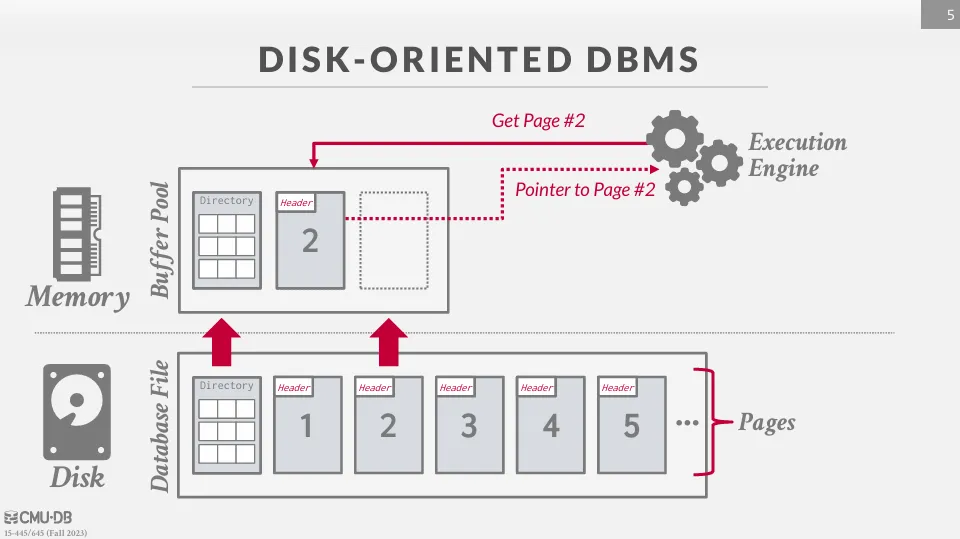 5
DISK-ORIENTED DBMS
Get Page #2
Execution
Engine
Pointer to Page #2
Memory
Buffer Pool
Directory
Header
2
Disk
Database File
Directory
Header
1
Header
2
Header
3
Header
4
Header
5
...
Pages
CMU·DB
15-445/645 (Fall 2023)